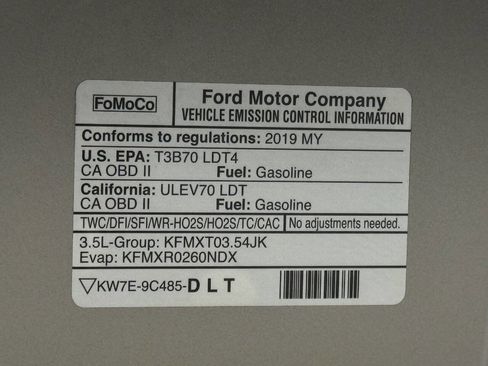 FoMoCo
Ford Motor Company
VEHICLE EMISSION CONTROL INFORMATION
Conforms to regulations: 2019 MY
U.S. EPA: T3B70 LDT4
CA OBD II Fuel: Gasoline
California: ULEV70 LDT
CA OBD II Fuel: Gasoline
TWC/DFI/SFI/WR-HO2S/HO2S/TC/CAC No adjustments needed.
3.5L-Group: KFMXT03.54JK
Evap: KFMXR0260NDX
▽KW7E-9C485-DLT